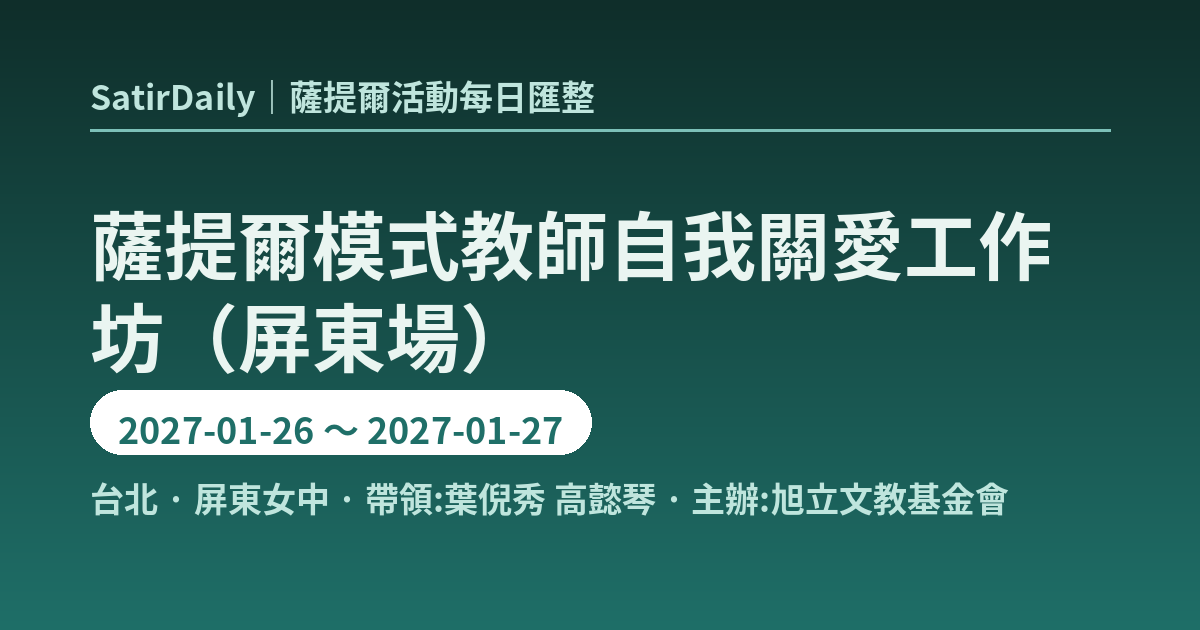 SatirDaily｜薩提爾活動每日匯整
薩提爾模式教師自我關愛工作
坊（屏東場）
2027-01-26 ～ 2027-01-27
台北 · 屏東女中 · 帶領:葉倪秀 高懿琴 · 主辦:旭立文教基金會